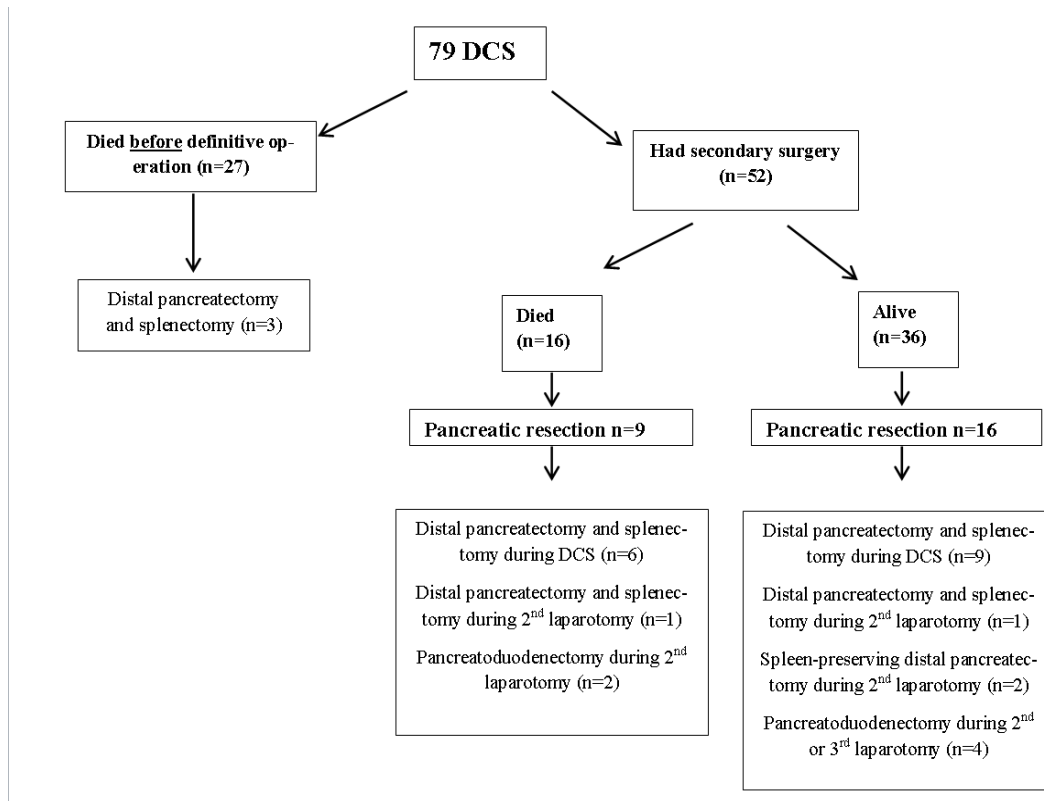 79 DCS
Died before definitive op-
eration (n=27)
Had secondary surgery
(n=52)
Distal pancreatectomy
and splenectomy (n=3)
Died
(n=16)
Alive
(n=36)
Pancreatic resection n=9
Pancreatic resection n=16
Distal pancreatectomy and splenec-
tomy during DCS (n=6)
Distal pancreatectomy and splenec-
tomy during 2nd laparotomy (n=1)
Pancreatoduodenectomy during 2nd
laparotomy (n=2)
Distal pancreatectomy and splenec-
tomy during DCS (n=9)
Distal pancreatectomy and splenec-
tomy during 2nd laparotomy (n=1)
Spleen-preserving distal pancreatec-
tomy during 2nd laparotomy (n=2)
Pancreatoduodenectomy during 2nd
or 3rd laparotomy (n=4)